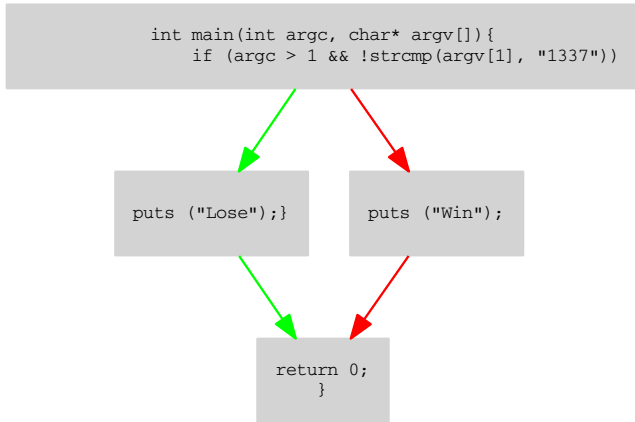 int main(int argc, char* argv[]){
if (argc > 1 && !strcmp(argv[1], "1337"))
puts ("Lose");}
puts ("Win");
return 0;
}